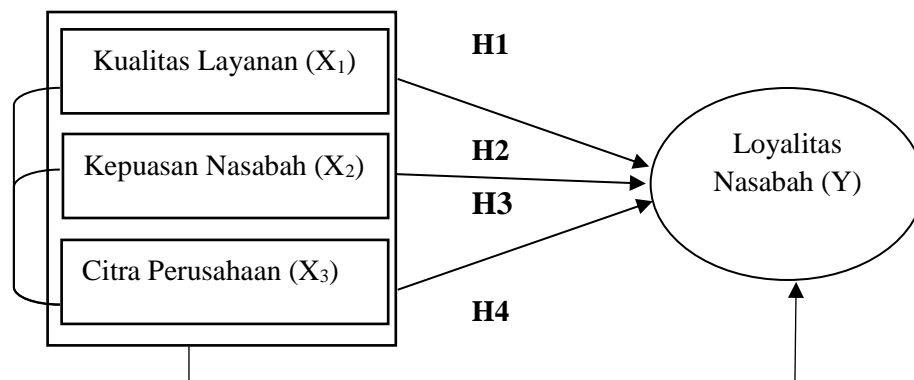 H1
Kualitas Layanan (X₁)
Kepuasan Nasabah (X₂)
H2
Loyalitas
Nasabah (Y)
H3
Citra Perusahaan (X₃)
H4